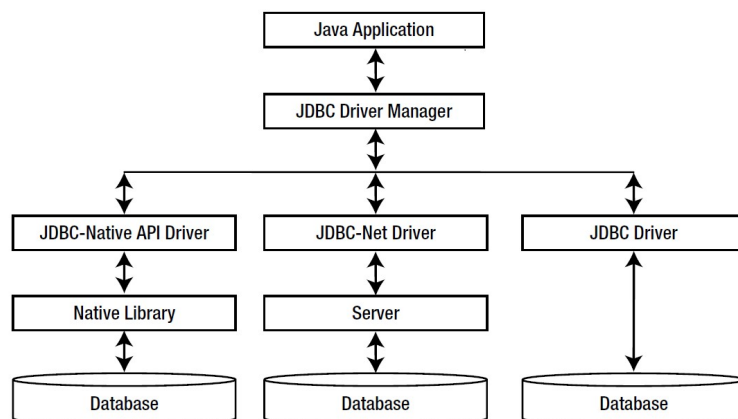 Java Application
JDBC Driver Manager
JDBC-Native API Driver
JDBC-Net Driver
JDBC Driver
Native Library
Server
Database
Database
Database